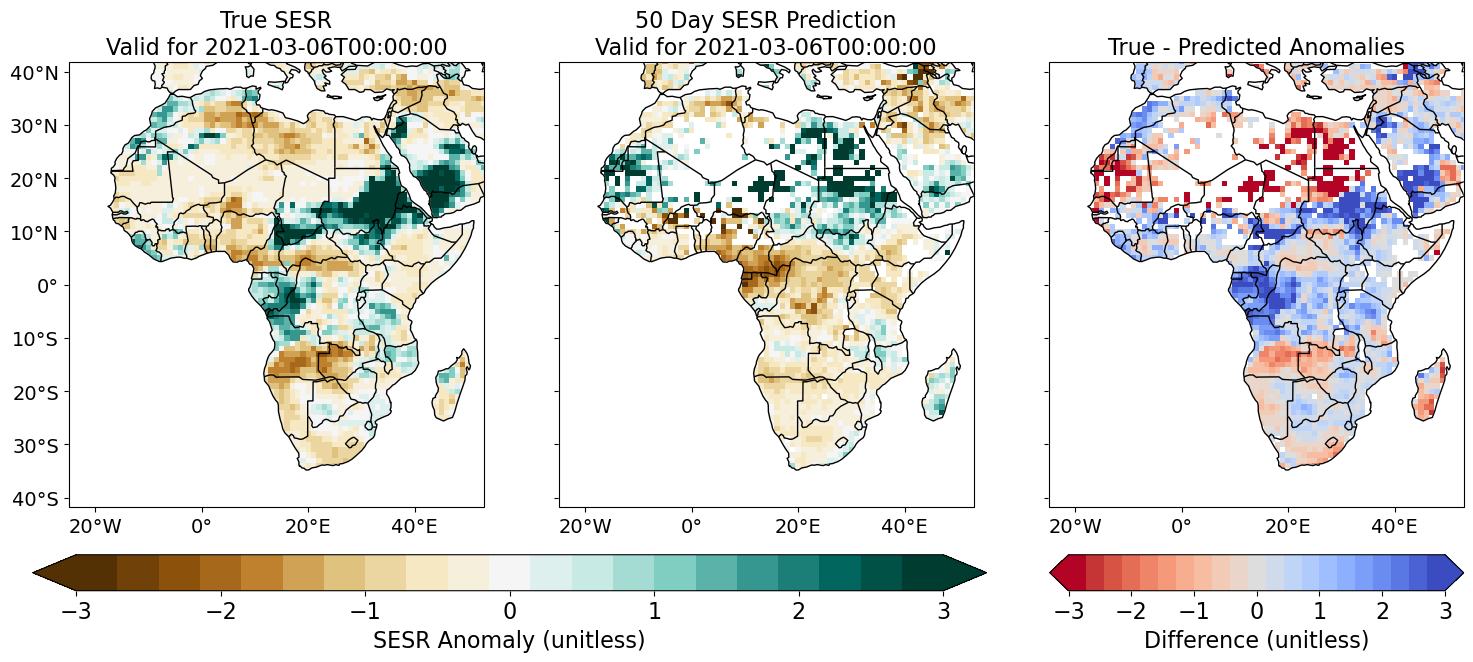 True SESR
Valid for 2021-03-06T00:00:00
50 Day SESR Prediction
Valid for 2021-03-06T00:00:00
True - Predicted Anomalies
40°N
30°N
20°N
10°N
0°
10°S
20°S
30°S
40°S
20°W 0° 20°E 40°E
20°W 0° 20°E 40°E
20°W 0° 20°E 40°E
−3 −2 −1 0 1 2 3
SESR Anomaly (unitless)
−3 −2 −1 0 1 2 3
Difference (unitless)